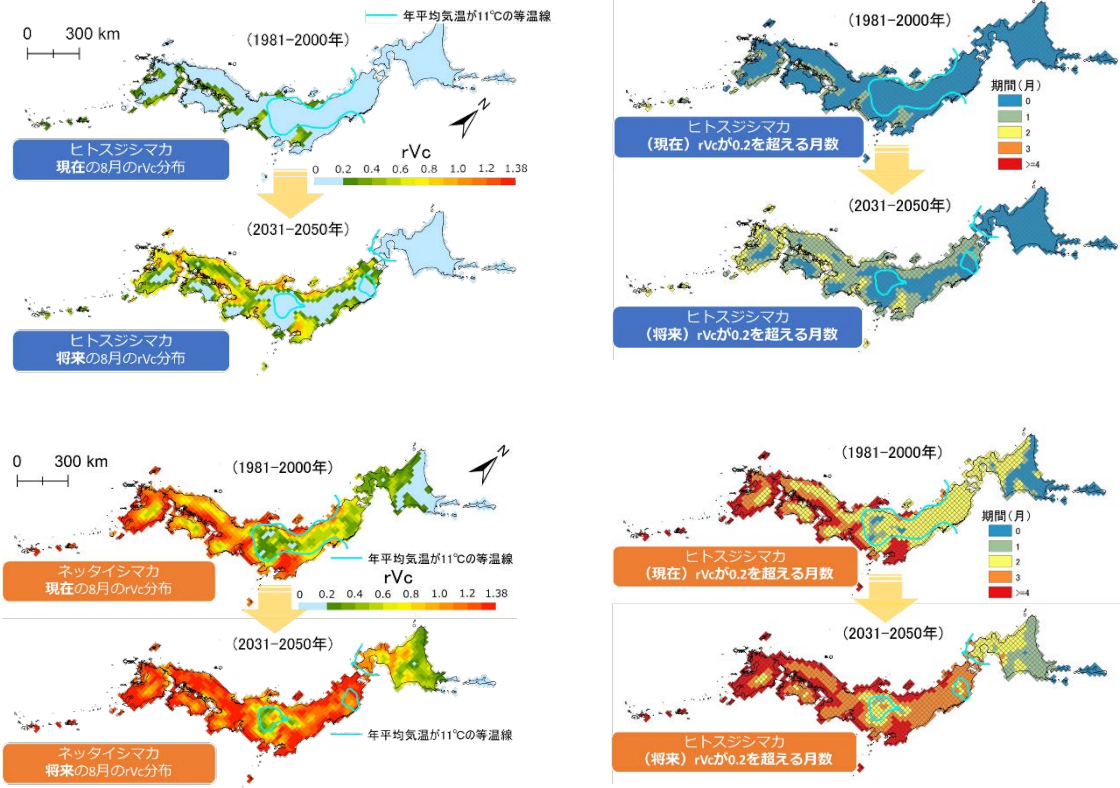 年平均気温が11℃の等温線
0 300 km
(1981-2000年)
N
ヒトスジシマカ
現在の8月のrVc分布
rVc
0 0.2 0.4 0.6 0.8 1.0 1.2 1.38
(2031-2050年)
ヒトスジシマカ
将来の8月のrVc分布
(1981-2000年)
期間(月)
0
1
2
3
>=4
ヒトスジシマカ
(現在)rVcが0.2を超える月数
(2031-2050年)
ヒトスジシマカ
(将来)rVcが0.2を超える月数
0 300 km
(1981-2000年)
N
年平均気温が11℃の等温線
ネッタイシマカ
現在の8月のrVc分布
rVc
0 0.2 0.4 0.6 0.8 1.0 1.2 1.38
(2031-2050年)
年平均気温が11℃の等温線
ネッタイシマカ
将来の8月のrVc分布
(1981-2000年)
期間(月)
0
1
2
3
>=4
ヒトスジシマカ
(現在)rVcが0.2を超える月数
(2031-2050年)
ヒトスジシマカ
(将来)rVcが0.2を超える月数